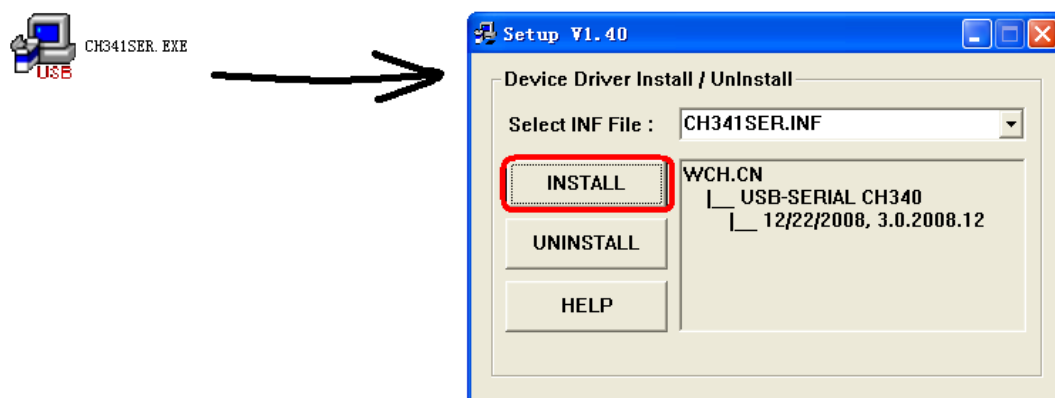 CH341SER.EXE
USB
Setup V1.40
Device Driver Install / UnInstall
Select INF File :
CH341SER.INF
INSTALL
UNINSTALL
HELP
WCH.CN
|__ USB-SERIAL CH340
|__ 12/22/2008, 3.0.2008.12